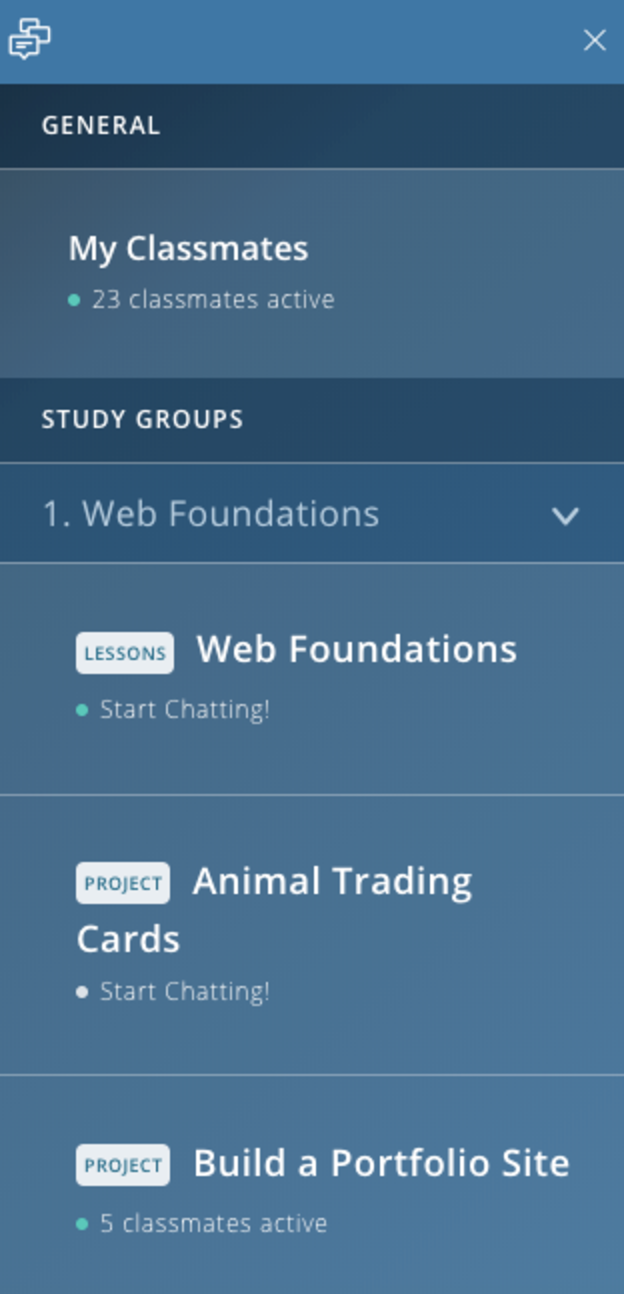 GENERAL
My Classmates
23 classmates active
STUDY GROUPS
1. Web Foundations
LESSONS Web Foundations
Start Chatting!
PROJECT Animal Trading
Cards
Start Chatting!
PROJECT Build a Portfolio Site
5 classmates active